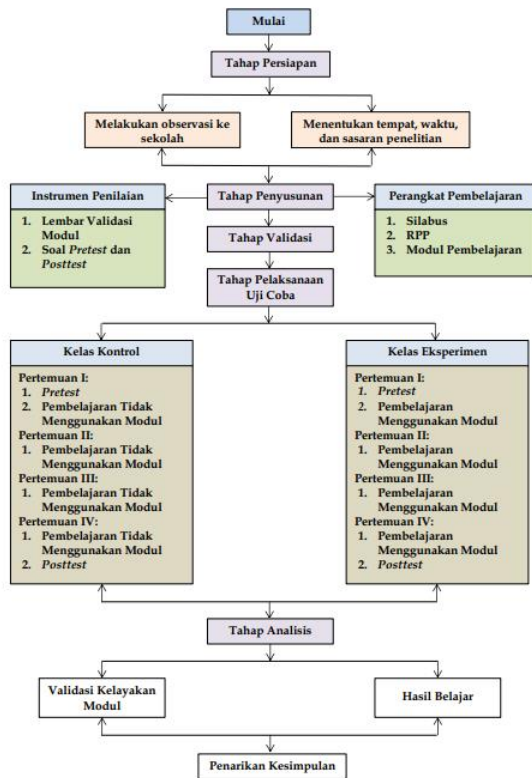 Mulai
Tahap Persiapan
Melakukan observasi ke
sekolah
Menentukan tempat, waktu,
dan sasaran penelitian
Instrumen Penilaian
1. Lembar Validasi
Modul
2. Soal Pretest dan
Posttest
Tahap Penyusunan
Perangkat Pembelajaran
1. Silabus
2. RPP
3. Modul Pembelajaran
Tahap Validasi
Tahap Pelaksanaan
Uji Coba
Kelas Kontrol
Pertemuan I:
1. Pretest
2. Pembelajaran Tidak
Menggunakan Modul
Pertemuan II:
1. Pembelajaran Tidak
Menggunakan Modul
Pertemuan III:
1. Pembelajaran Tidak
Menggunakan Modul
Pertemuan IV:
1. Pembelajaran Tidak
Menggunakan Modul
2. Posttest
Kelas Eksperimen
Pertemuan I:
1. Pretest
2. Pembelajaran
Menggunakan Modul
Pertemuan II:
1. Pembelajaran
Menggunakan Modul
Pertemuan III:
1. Pembelajaran
Menggunakan Modul
Pertemuan IV:
1. Pembelajaran
Menggunakan Modul
2. Posttest
Tahap Analisis
Validasi Kelayakan
Modul
Hasil Belajar
Penarikan Kesimpulan